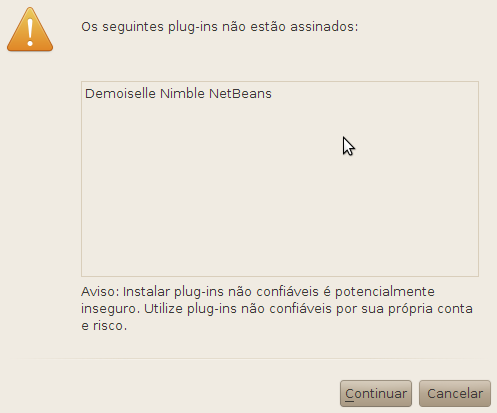 Os seguintes plug-ins não estão assinados:
Demoiselle Nimble NetBeans
Aviso: Instalar plug-ins não confiáveis é potencialmente
inseguro. Utilize plug-ins não confiáveis por sua própria conta
e risco.
Continuar Cancelar